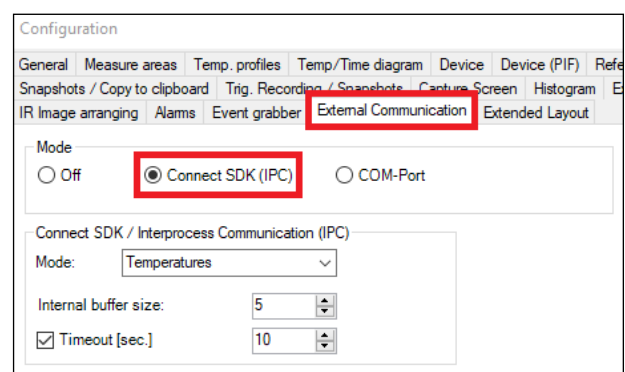 Configuration
General Measure areas Temp. profiles Temp/Time diagram Device Device (PIF) Refe
Snapshots / Copy to clipboard Trig. Recording / Snapshots Capture Screen Histogram E
IR Image arranging Alarms Event grabber External Communication Extended Layout
Mode
Off Connect SDK (IPC) COM-Port
Connect SDK / Interprocess Communication (IPC)
Mode: Temperatures
Internal buffer size: 5
Timeout [sec.] 10